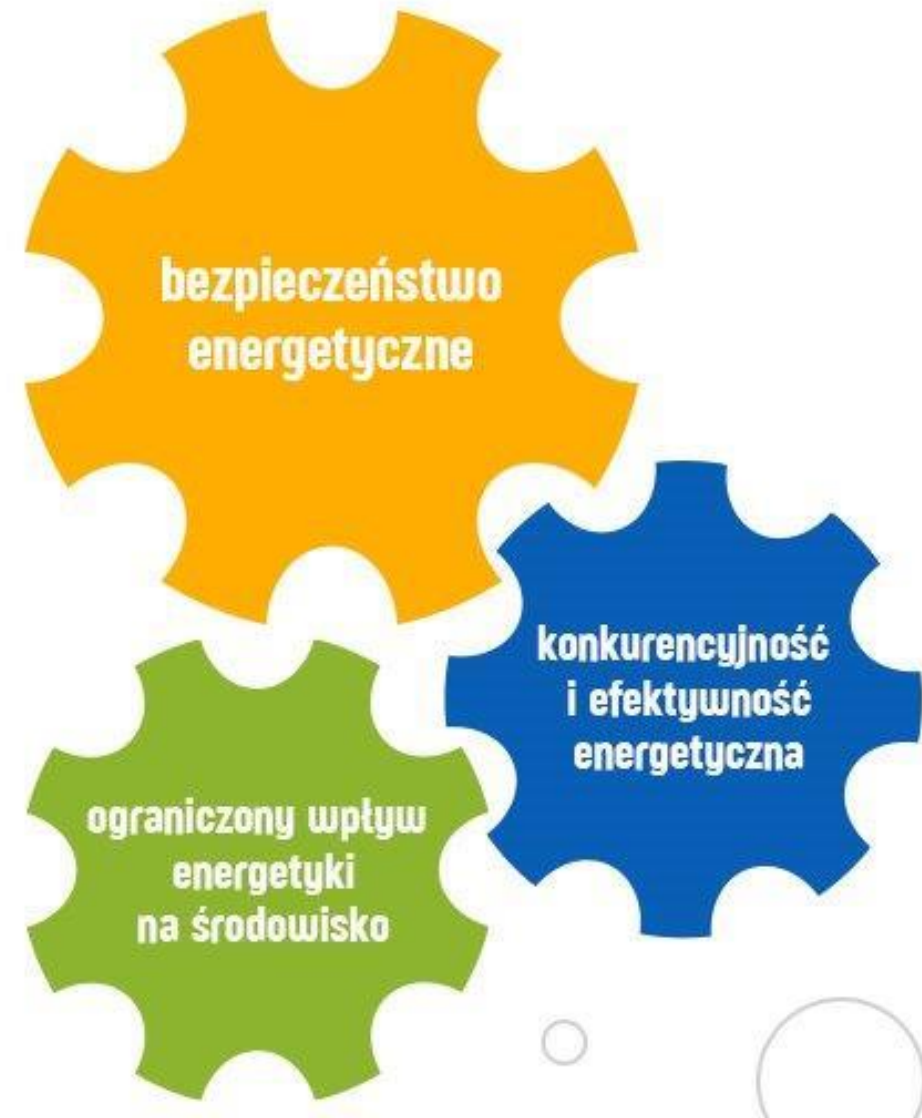 bezpieczeństwo
energetyczne
konkurencyjność
i efektywność
energetyczna
ograniczony wpływ
energetyki
na środowisko